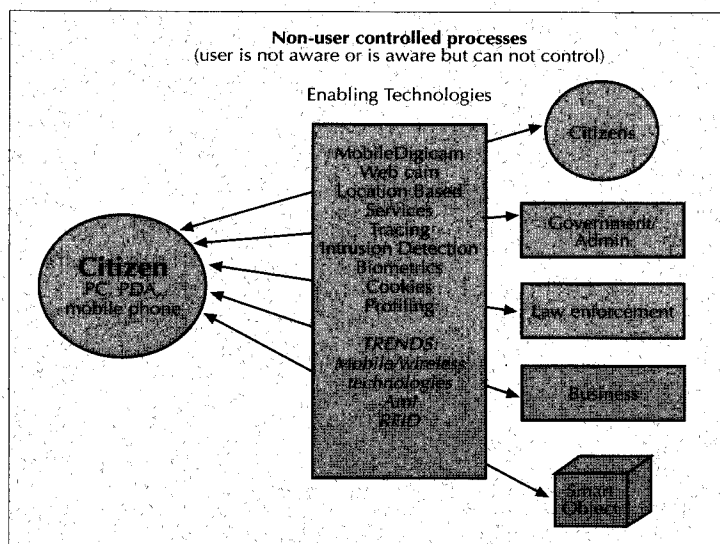 Non-user controlled processes
(user is not aware or is aware but can not control)
Enabling Technologies
Citizen
PC, PDA,
mobile phone
MobileDigicam
Web cam
Location Based
Services
Tracing
Intrusion Detection
Biometrics
Cookies
Profiling
TRENDS:
Mobile/Wireless
technologies
AmI
RFID
Citizens
Government/
Admin
Law enforcement
Business
Smart
Object